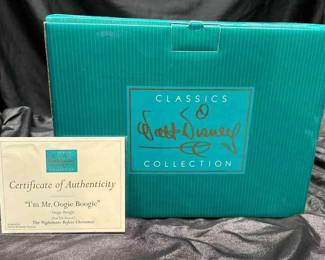 CLASSICS
Walt Disney
COLLECTION
Certificate of Authenticity
"I'm Mr. Oogie Boogie"
Oogie Boogie
The Nightmare Before Christmas